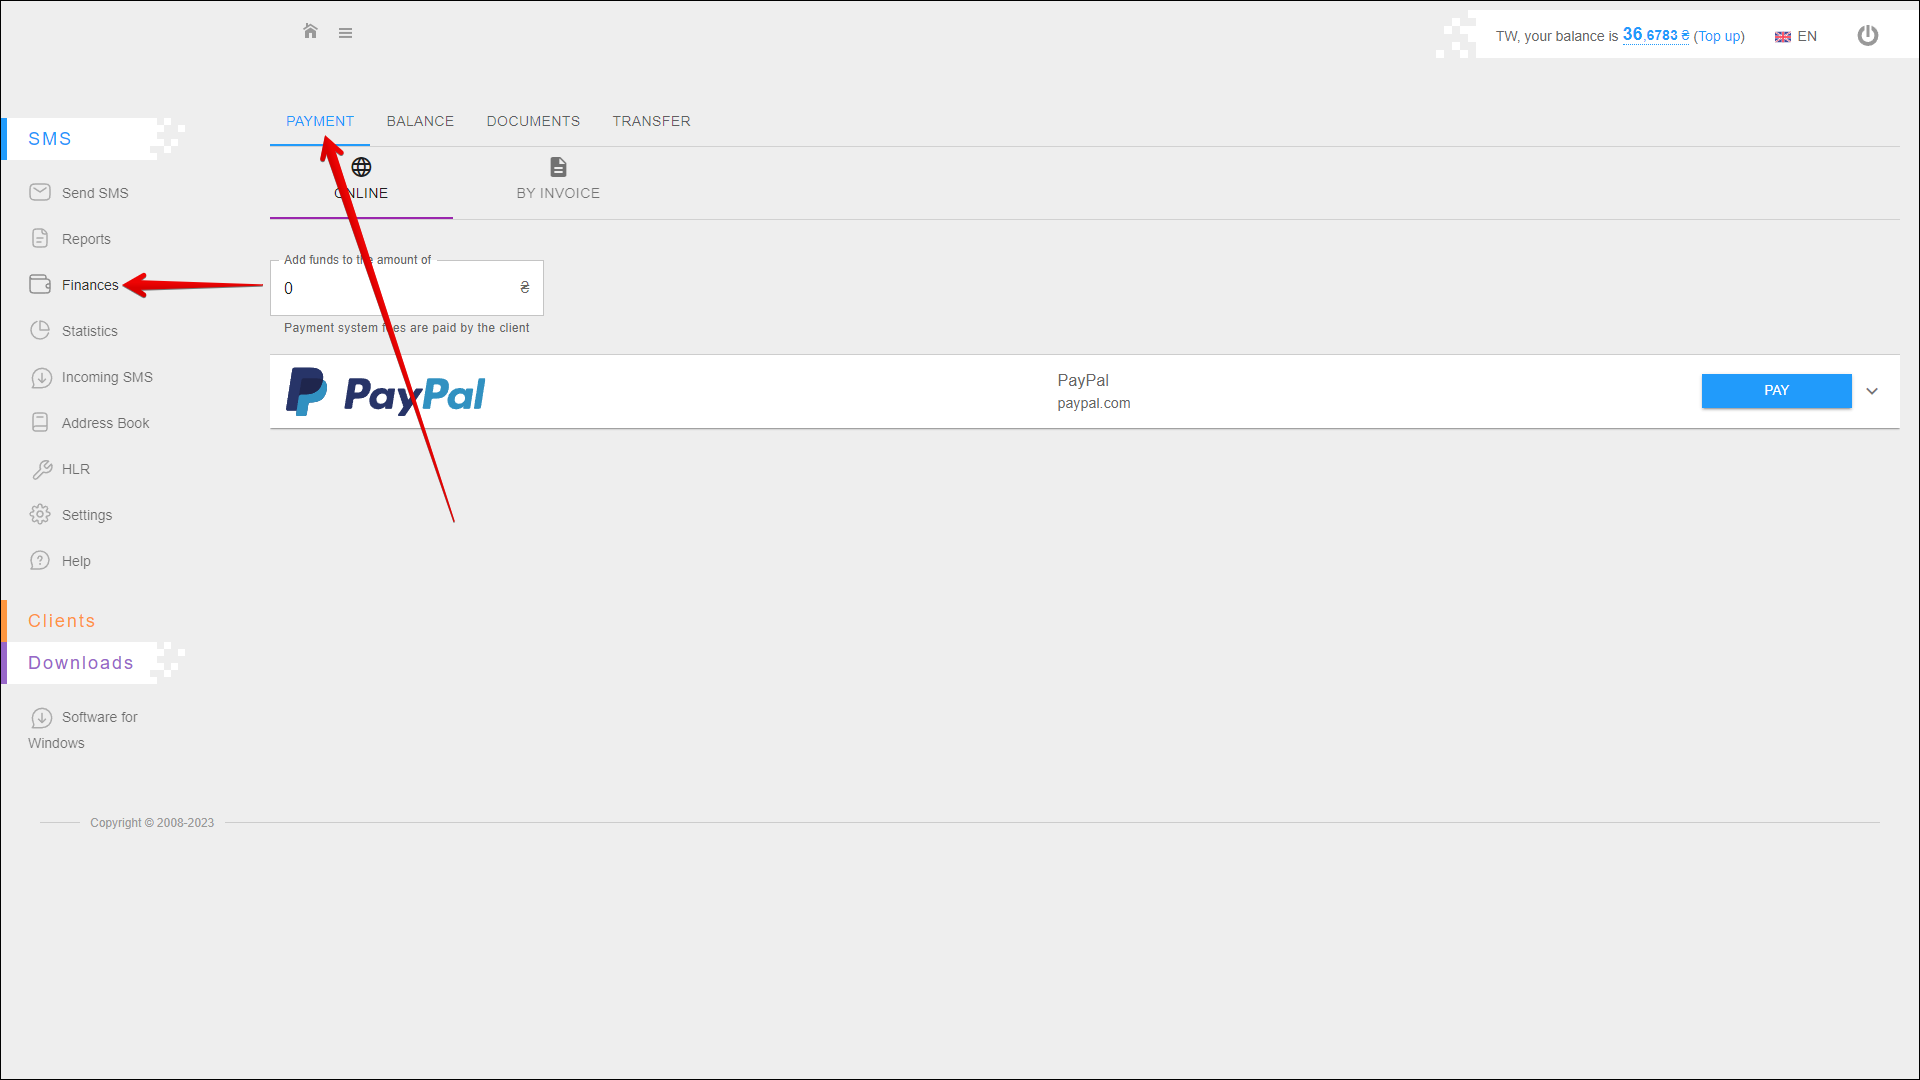 TW, your balance is 36,6783 ₴ (Top up)
EN
SMS
Send SMS
Reports
Finances
Statistics
Incoming SMS
Address Book
HLR
Settings
Help
Clients
Downloads
Software for
Windows
PAYMENT BALANCE DOCUMENTS TRANSFER
ONLINE BY INVOICE
Add funds to the amount of
0 ₴
Payment system fees are paid by the client
PayPal
PayPal
paypal.com
PAY
Copyright © 2008-2023